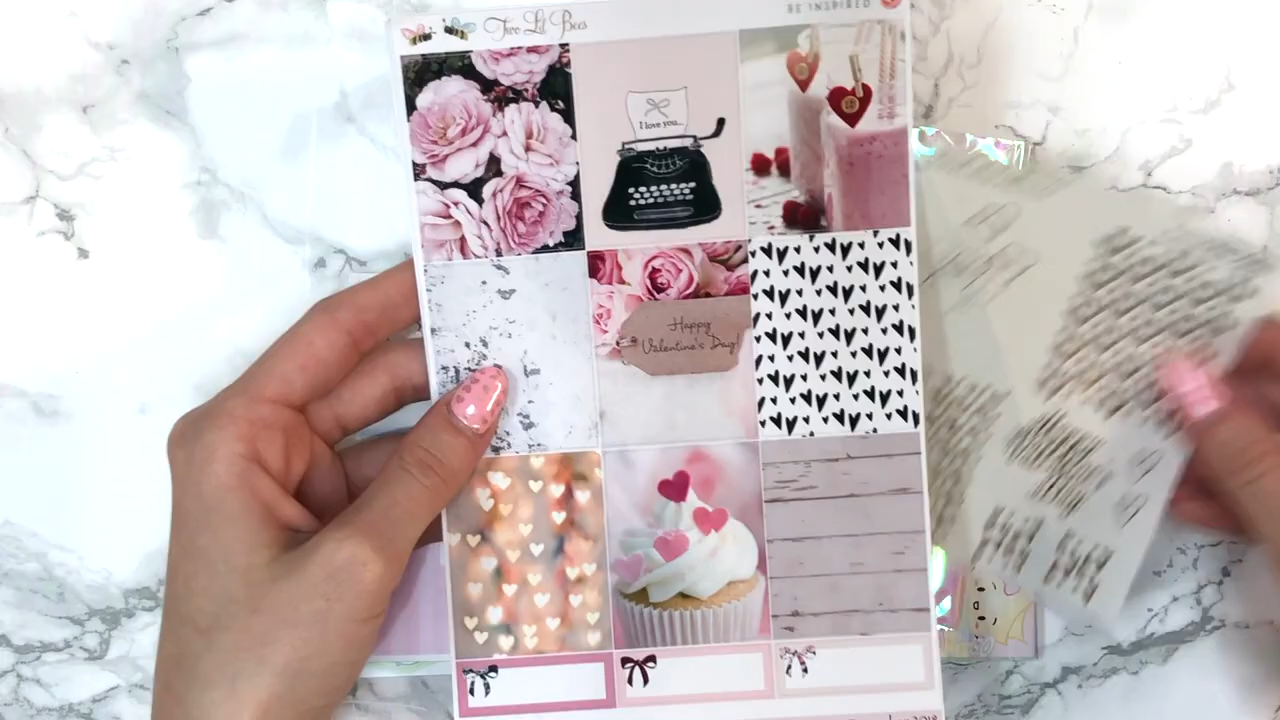 Two Lil Bees
BE INSPIRED
I love you...
Happy
Valentine's Day!